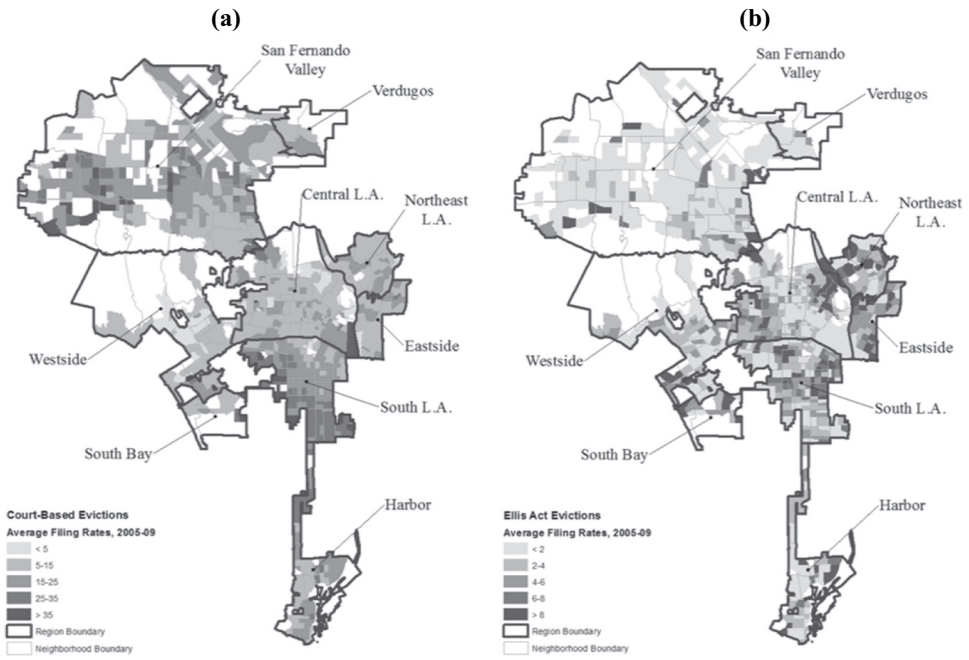 (a)
San Fernando
Valley
Verdugos
Central L.A.
Northeast
L.A.
Westside
Eastside
South L.A.
South Bay
Harbor
Court-Based Evictions
Average Filing Rates, 2005-09
< 5
5-15
15-25
25-35
> 35
Region Boundary
Neighborhood Boundary
(b)
San Fernando
Valley
Verdugos
Central L.A.
Northeast
L.A.
Westside
Eastside
South L.A.
South Bay
Harbor
Ellis Act Evictions
Average Filing Rates, 2005-09
< 2
2-4
4-6
6-8
> 8
Region Boundary
Neighborhood Boundary